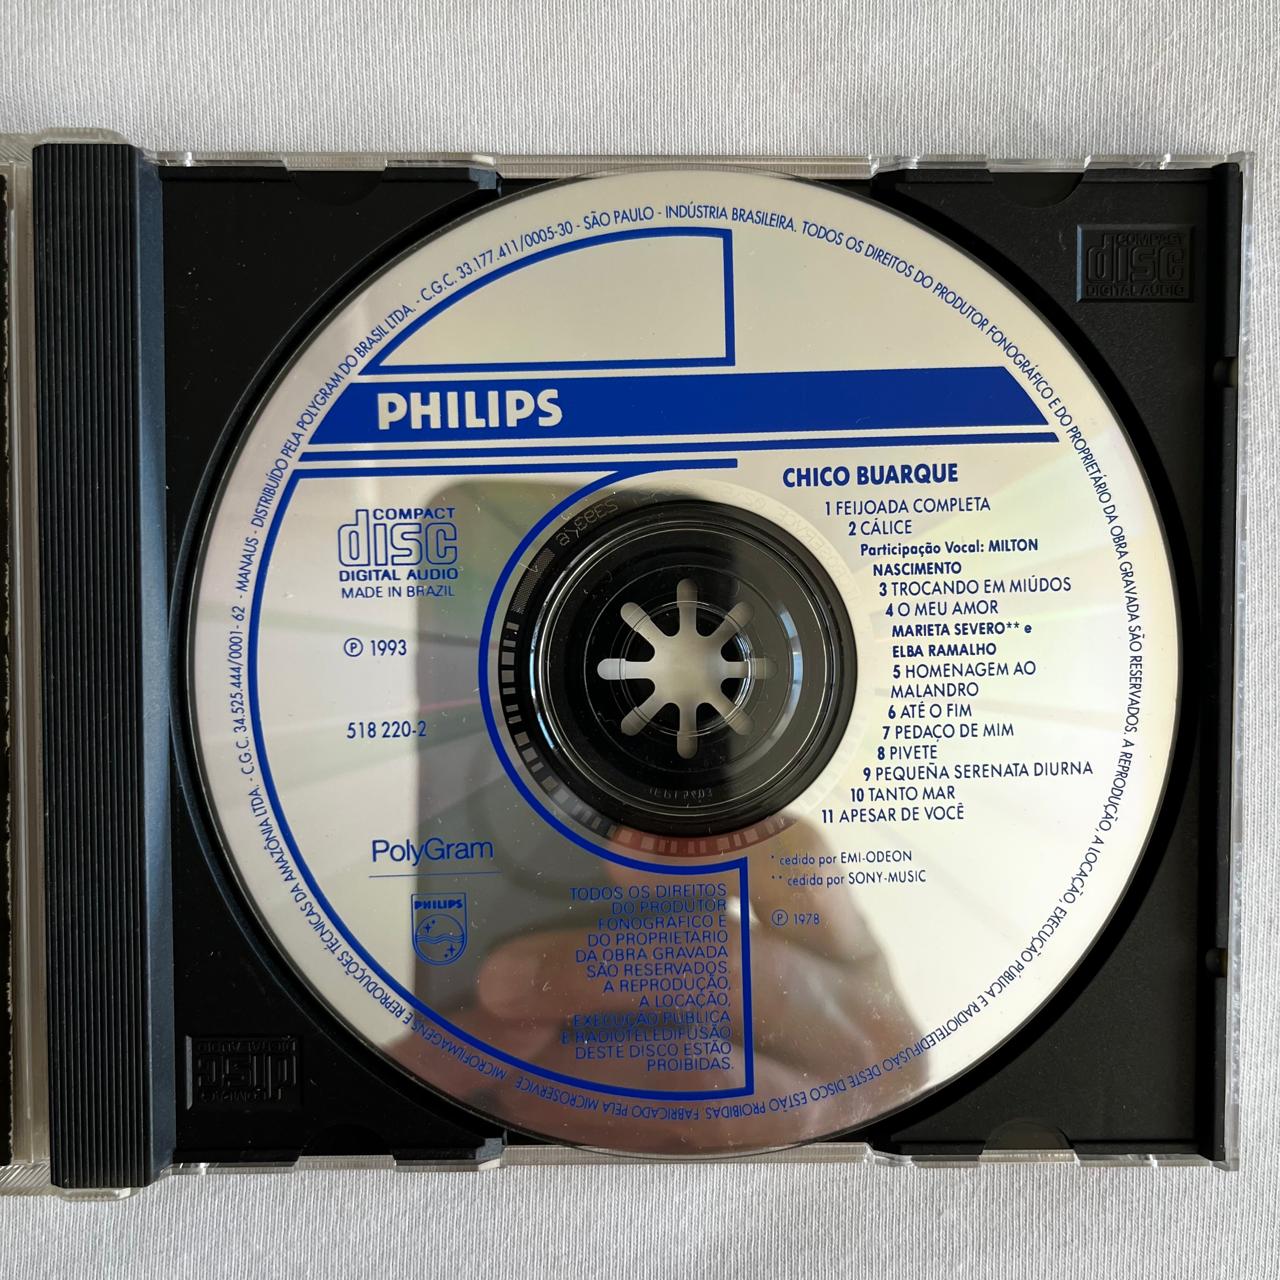 DISTRIBUÍDO PELA POLYGRAM DO BRASIL LTDA. - C.G.C. 33.177.411/0005-30 - SÃO PAULO - INDÚSTRIA BRASILEIRA. TODOS OS DIREITOS DO PRODUTOR FONOGRÁFICO E DO PROPRIETÁRIO DA OBRA GRAVADA SÃO RESERVADOS. A REPRODUÇÃO, A LOCAÇÃO, EXECUÇÃO PÚBLICA E RADIOTELEDIFUSÃO DESTE DISCO ESTÃO PROIBIDAS. FABRICADO PELA MICROSERVICE MICROFILMAGENS E REPRODUÇÕES TÉCNICAS DA AMAZÔNIA LTDA. - C.G.C. 34.525.444/0001-62 - MANAUS -
PHILIPS
COMPACT
disc
DIGITAL AUDIO
MADE IN BRAZIL
℗ 1993
518 220-2
PolyGram
PHILIPS
CHICO BUARQUE
1 FEIJOADA COMPLETA
2 CÁLICE
Participação Vocal: MILTON
NASCIMENTO
3 TROCANDO EM MIÚDOS
4 O MEU AMOR
MARIETA SEVERO** e
ELBA RAMALHO
5 HOMENAGEM AO
MALANDRO
6 ATÉ O FIM
7 PEDAÇO DE MIM
8 PIVETE
9 PEQUEÑA SERENATA DIURNA
10 TANTO MAR
11 APESAR DE VOCÊ
* cedido por EMI-ODEON
** cedida por SONY-MUSIC
℗ 1978
TODOS OS DIREITOS
DO PRODUTOR
FONOGRAFICO E
DO PROPRIETARIO
DA OBRA GRAVADA
SÃO RESERVADOS.
A REPRODUÇÃO,
A LOCAÇÃO,
EXECUÇÃO PUBLICA
E RADIOTELEDIFUSÃO
DESTE DISCO ESTÃO
PROIBIDAS.
COMPACT
disc
DIGITAL AUDIO
COMPACT
disc
DIGITAL AUDIO